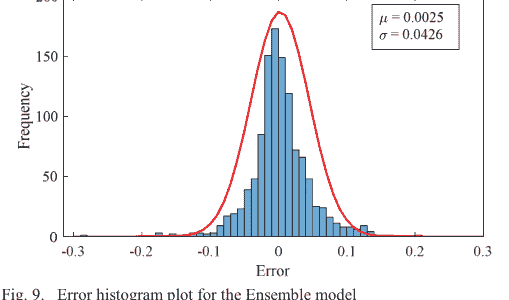 200
μ = 0.0025
σ = 0.0426
150
100
50
0
Frequency
-0.3 -0.2 -0.1 0 0.1 0.2 0.3
Error
Fig. 9. Error histogram plot for the Ensemble model